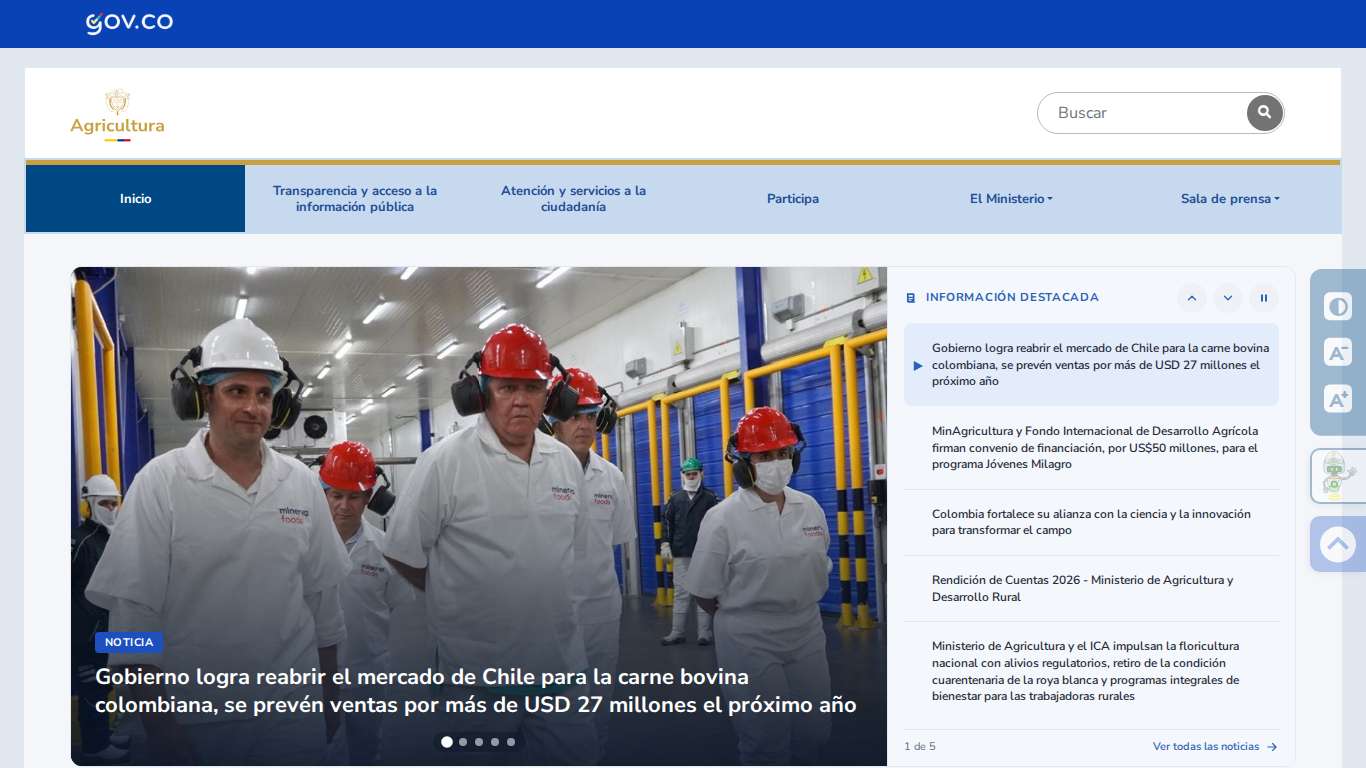 GOV.CO
Agricultura
Buscar
Inicio
Transparencia y acceso a la
información pública
Atención y servicios a la
ciudadanía
Participa
El Ministerio
Sala de prensa
minerva
foods
minerva
foods
minerva
foods
NOTICIA
Gobierno logra reabrir el mercado de Chile para la carne bovina
colombiana, se prevén ventas por más de USD 27 millones el próximo año
INFORMACIÓN DESTACADA
Gobierno logra reabrir el mercado de Chile para la carne bovina
colombiana, se prevén ventas por más de USD 27 millones el
próximo año
MinAgricultura y Fondo Internacional de Desarrollo Agrícola
firman convenio de financiación, por US$50 millones, para el
programa Jóvenes Milagro
Colombia fortalece su alianza con la ciencia y la innovación
para transformar el campo
Rendición de Cuentas 2026 - Ministerio de Agricultura y
Desarrollo Rural
Ministerio de Agricultura y el ICA impulsan la floricultura
nacional con alivios regulatorios, retiro de la condición
cuarentenaria de la roya blanca y programas integrales de
bienestar para las trabajadoras rurales
1 de 5
Ver todas las noticias
A-
A+